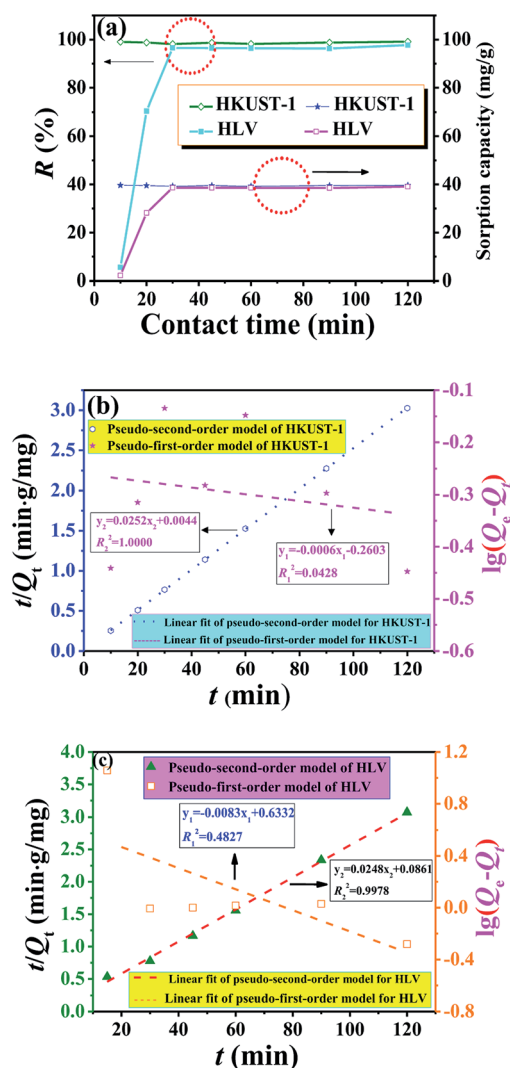 (a)
100
80
60
40
20
0
R (%)
HKUST-1
HKUST-1
HLV
HLV
100
80
60
40
20
0
Sorption capacity (mg/g)
0
20
40
60
80
100
120
Contact time (min)
(b)
3.0
2.5
2.0
1.5
1.0
0.5
0.0
t/Qt (min·g/mg)
Pseudo-second-order model of HKUST-1
Pseudo-first-order model of HKUST-1
y2=0.0252x2+0.0044
R2²=1.0000
y1=-0.0006x1-0.2603
R1²=0.0428
Linear fit of pseudo-second-order model for HKUST-1
Linear fit of pseudo-first-order model for HKUST-1
-0.1
-0.2
-0.3
-0.4
-0.5
-0.6
lg(Qe-Qt)
0
20
40
60
80
100
120
t (min)
(c)
4.0
3.5
3.0
2.5
2.0
1.5
1.0
0.5
0.0
t/Qt (min·g/mg)
Pseudo-second-order model of HLV
Pseudo-first-order model of HLV
y1=-0.0083x1+0.6332
R1²=0.4827
y2=0.0248x2+0.0861
R2²=0.9978
Linear fit of pseudo-second-order model for HLV
Linear fit of pseudo-first-order model for HLV
1.2
0.8
0.4
0.0
-0.4
-0.8
lg(Qe-Qt)
20
40
60
80
100
120
t (min)